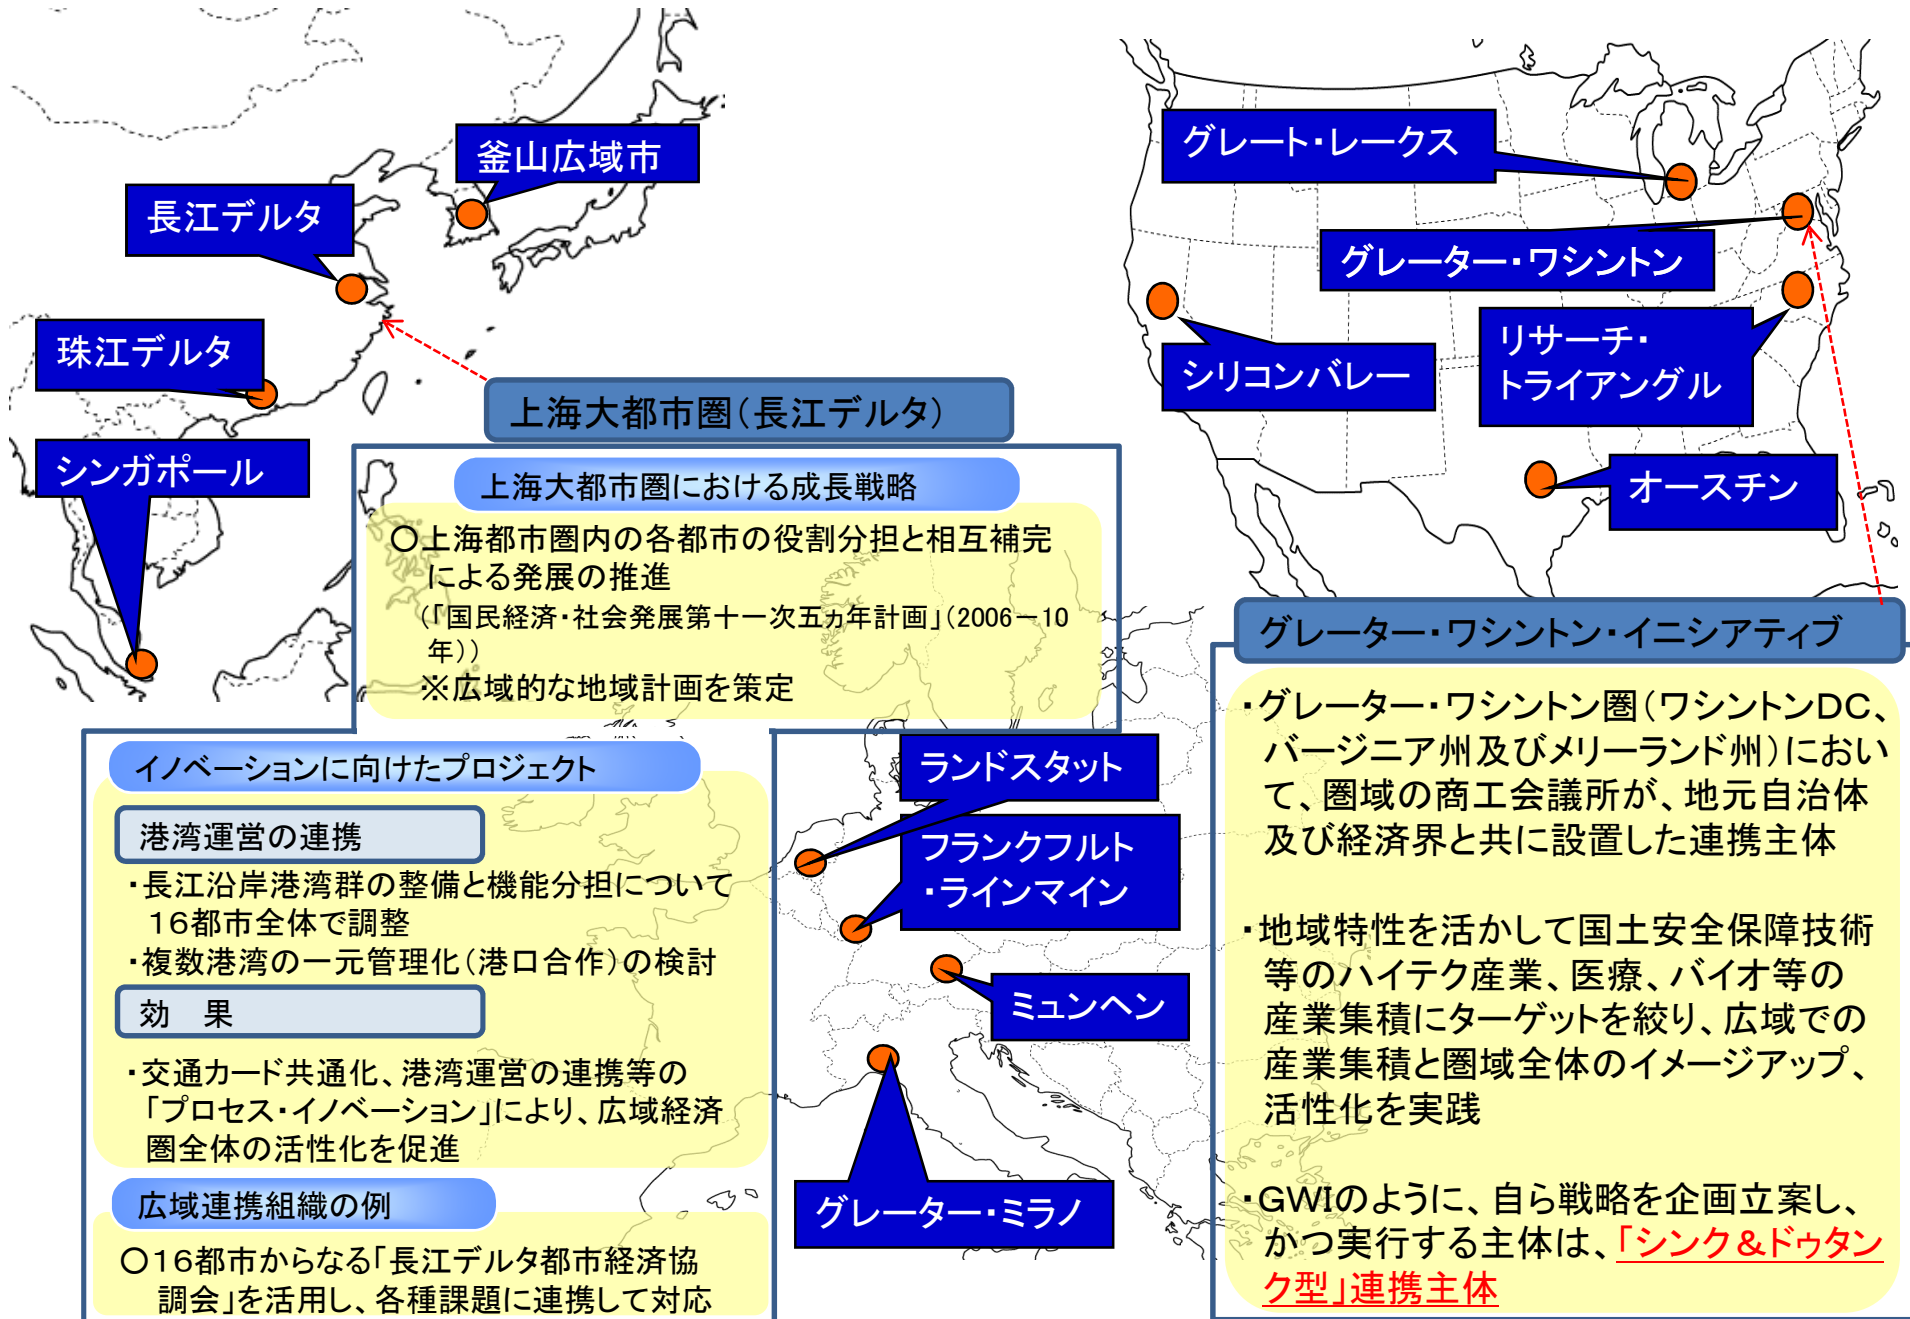 釜山広域市
長江デルタ
珠江デルタ
シンガポール
グレート・レークス
グレーター・ワシントン
シリコンバレー
リサーチ・
トライアングル
オースチン
上海大都市圏（長江デルタ）
上海大都市圏における成長戦略
○上海都市圏内の各都市の役割分担と相互補完
による発展の推進
（「国民経済・社会発展第十一次五ヵ年計画」（2006－10
年））
※広域的な地域計画を策定
イノベーションに向けたプロジェクト
港湾運営の連携
・長江沿岸港湾群の整備と機能分担について
16都市全体で調整
・複数港湾の一元管理化（港口合作）の検討
効　果
・交通カード共通化、港湾運営の連携等の
「プロセス・イノベーション」により、広域経済
圏全体の活性化を促進
広域連携組織の例
○16都市からなる「長江デルタ都市経済協
調会」を活用し、各種課題に連携して対応
ランドスタット
フランクフルト
・ラインマイン
ミュンヘン
グレーター・ミラノ
グレーター・ワシントン・イニシアティブ
・グレーター・ワシントン圏（ワシントンDC、
バージニア州及びメリーランド州）におい
て、圏域の商工会議所が、地元自治体
及び経済界と共に設置した連携主体
・地域特性を活かして国土安全保障技術
等のハイテク産業、医療、バイオ等の
産業集積にターゲットを絞り、広域での
産業集積と圏域全体のイメージアップ、
活性化を実践
・GWIのように、自ら戦略を企画立案し、
かつ実行する主体は、「シンク＆ドゥタン
ク型」連携主体